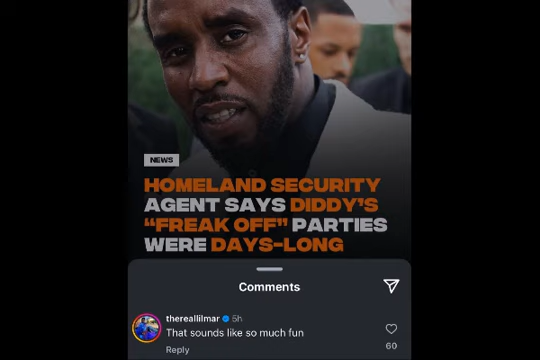 NEWS
HOMELAND SECURITY
AGENT SAYS DIDDY'S
"FREAK OFF" PARTIES
WERE DAYS-LONG
Comments
thereallilmar 5h
That sounds like so much fun
Reply
60